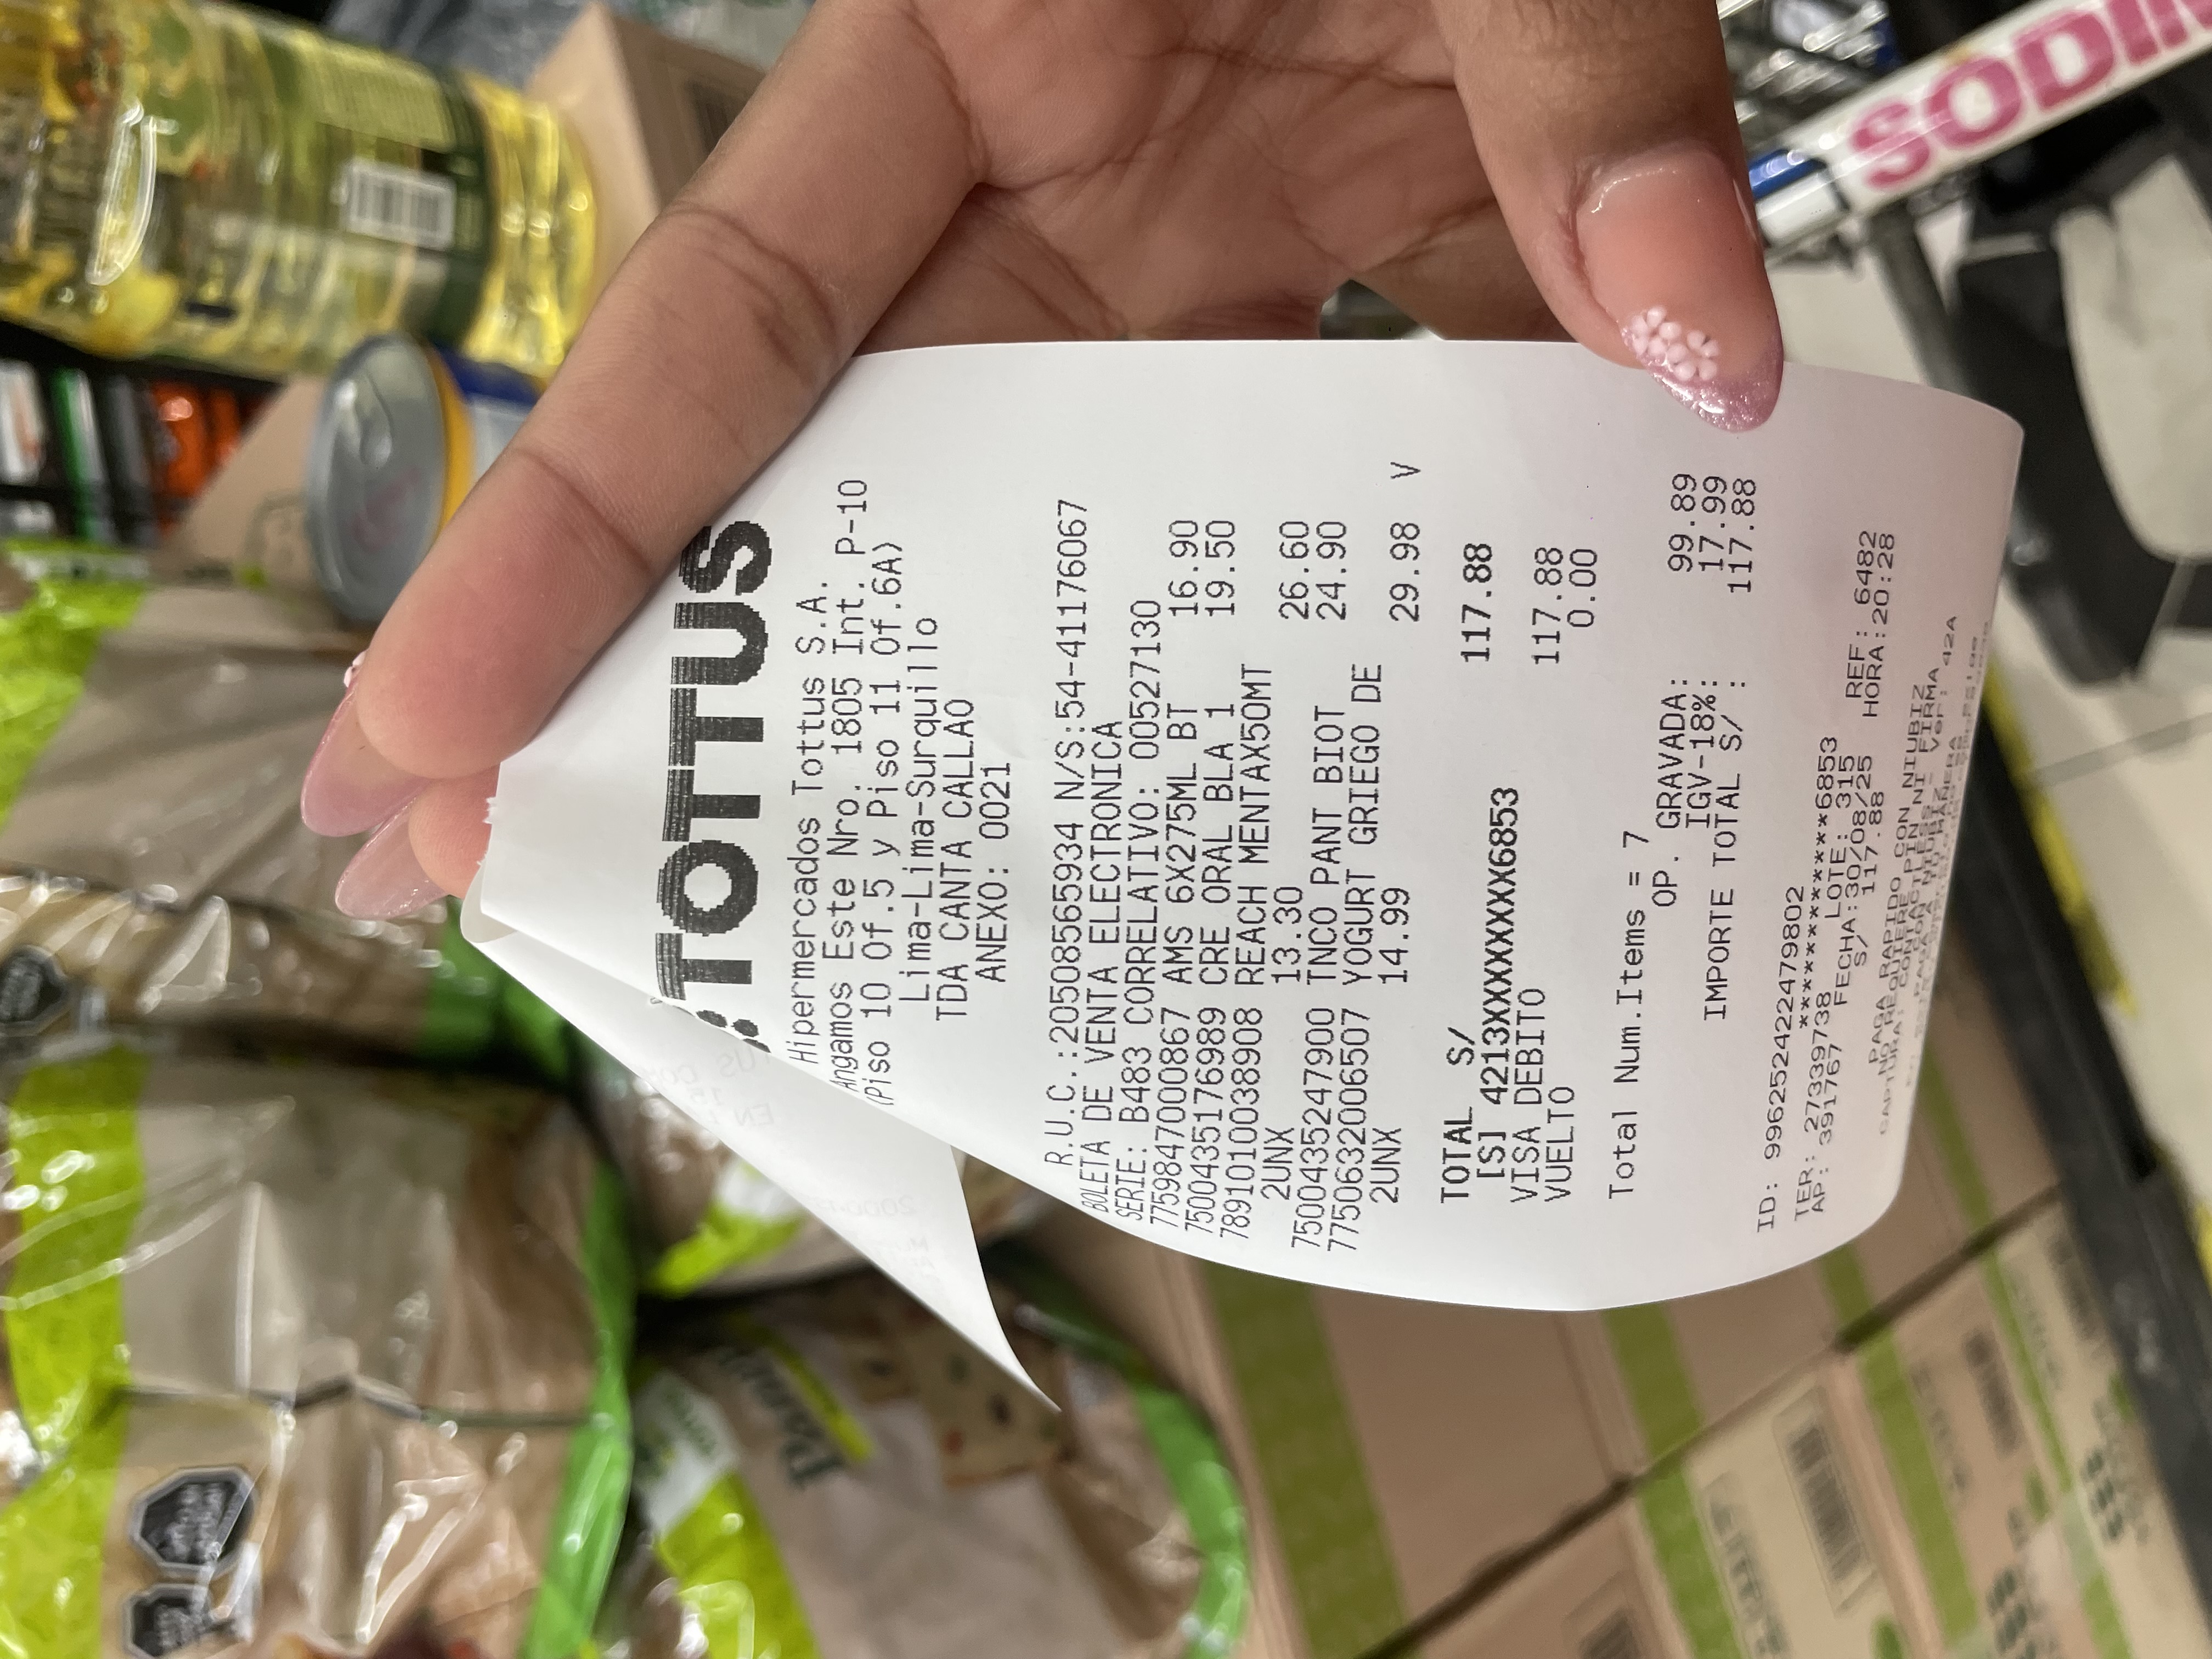 TOTTUS
Hipermercados Tottus S.A.
Angamos Este Nro. 1805 Int. P-10
(Piso 10 Of.5 y Piso 11 Of.6A)
Lima-Lima-Surquillo
TDA CANTA CALLAO
ANEXO: 0021
R.U.C.:20508565934 N/S:54-41176067
BOLETA DE VENTA ELECTRONICA
SERIE: B483 CORRELATIVO: 00527130
7759847000867 AMS 6X275ML BT 16.90
7500435176989 CRE ORAL BLA 1 19.50
7891010038908 REACH MENTAX50MT
2UNX 13.30 26.60
7500435247900 TNCO PANT BIOT 24.90
7750632006507 YOGURT GRIEGO DE
2UNX 14.99 29.98 V
TOTAL S/ 117.88
[S] 4213XXXXXXXX6853
VISA DEBITO 117.88
VUELTO 0.00
Total Num.Items = 7
OP. GRAVADA: 99.89
IGV-18%: 17.99
IMPORTE TOTAL S/ : 117.88
ID: 996252422479802
************6853
TER: 27339738 LOTE: 315 REF: 6482
AP: 391767 FECHA:30/08/25 HORA:20:28
S/ 117.88
PAGA RAPIDO CON NIUBIZ
NO REQUIERE PIN NI FIRMA
CAPTURA: CONTACTLESS- Ver: 42A
CON NIUBIZ
PAGA A TU MANERA
SODIM